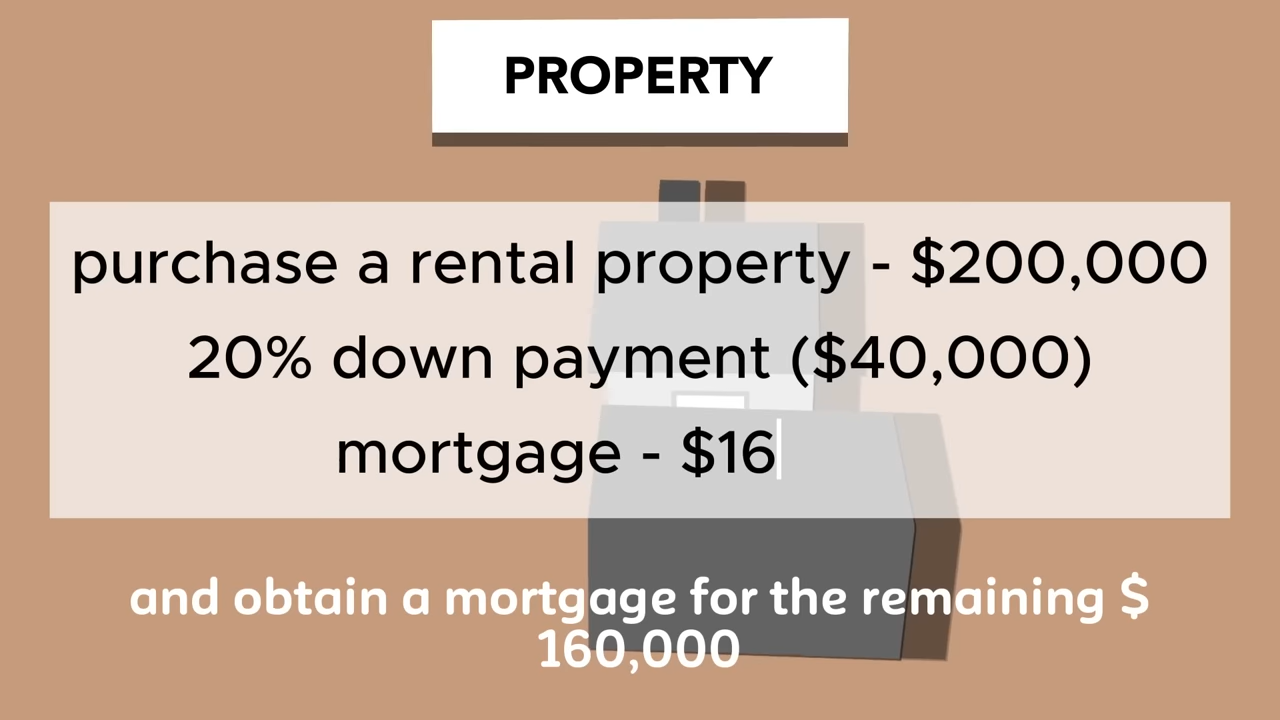 PROPERTY
purchase a rental property - $200,000
20% down payment ($40,000)
mortgage - $16
and obtain a mortgage for the remaining $
160,000